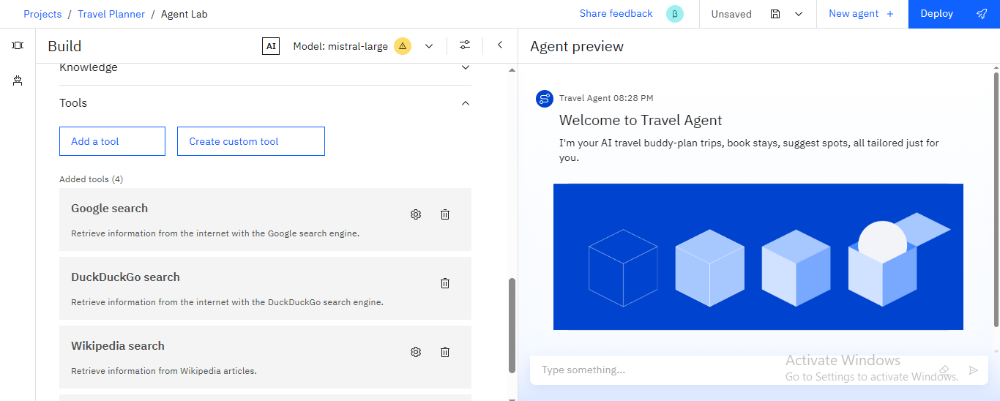 Projects / Travel Planner / Agent Lab
Share feedback β Unsaved New agent + Deploy
Build AI Model: mistral-large
Agent preview
Knowledge
Tools
Add a tool Create custom tool
Added tools (4)
Google search
Retrieve information from the internet with the Google search engine.
DuckDuckGo search
Retrieve information from the internet with the DuckDuckGo search engine.
Wikipedia search
Retrieve information from Wikipedia articles.
Travel Agent 08:28 PM
Welcome to Travel Agent
I'm your AI travel buddy-plan trips, book stays, suggest spots, all tailored just for
you.
Type something...
Activate Windows
Go to Settings to activate Windows.